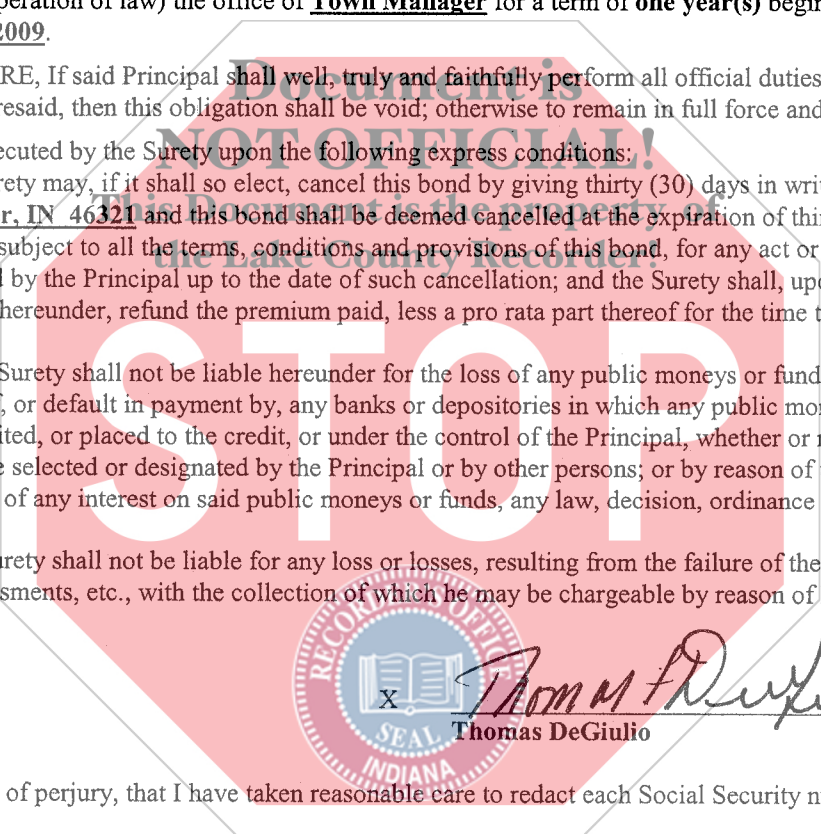 peration of law) the office of Town Manager for a term of one year(s) begin
2009.
RE, If said Principal shall well, truly and faithfully perform all official duties
resaid, then this obligation shall be void; otherwise to remain in full force and
Document is
NOT OFFICIAL!
This Document is the property of
the Lake County Recorder!
ecuted by the Surety upon the following express conditions:
rety may, if it shall so elect, cancel this bond by giving thirty (30) days in wri
r, IN 46321 and this bond shall be deemed cancelled at the expiration of thi
subject to all the terms, conditions and provisions of this bond, for any act or
by the Principal up to the date of such cancellation; and the Surety shall, up
hereunder, refund the premium paid, less a pro rata part thereof for the time t
STOP
Surety shall not be liable hereunder for the loss of any public moneys or fund
, or default in payment by, any banks or depositories in which any public mo
ited, or placed to the credit, or under the control of the Principal, whether or
e selected or designated by the Principal or by other persons; or by reason of
of any interest on said public moneys or funds, any law, decision, ordinance
urety shall not be liable for any loss or losses, resulting from the failure of the
sments, etc., with the collection of which he may be chargeable by reason of
RECORDER'S OFFICE
SEAL
INDIANA
X Thomas F DeGiulio
Thomas DeGiulio
of perjury, that I have taken reasonable care to redact each Social Security n